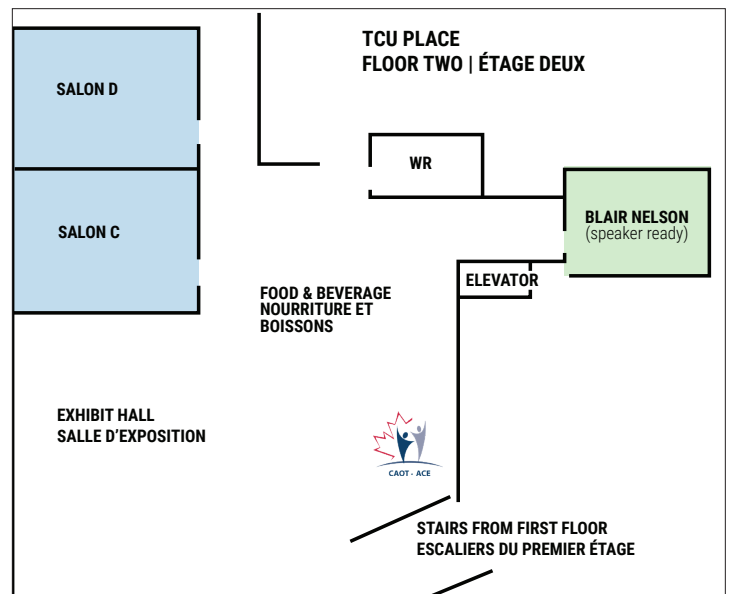 TCU PLACE
FLOOR TWO | ÉTAGE DEUX
SALON D
WR
SALON C
BLAIR NELSON
(speaker ready)
ELEVATOR
FOOD & BEVERAGE
NOURRITURE ET
BOISSONS
EXHIBIT HALL
SALLE D'EXPOSITION
CAOT - ACE
STAIRS FROM FIRST FLOOR
ESCALIERS DU PREMIER ÉTAGE